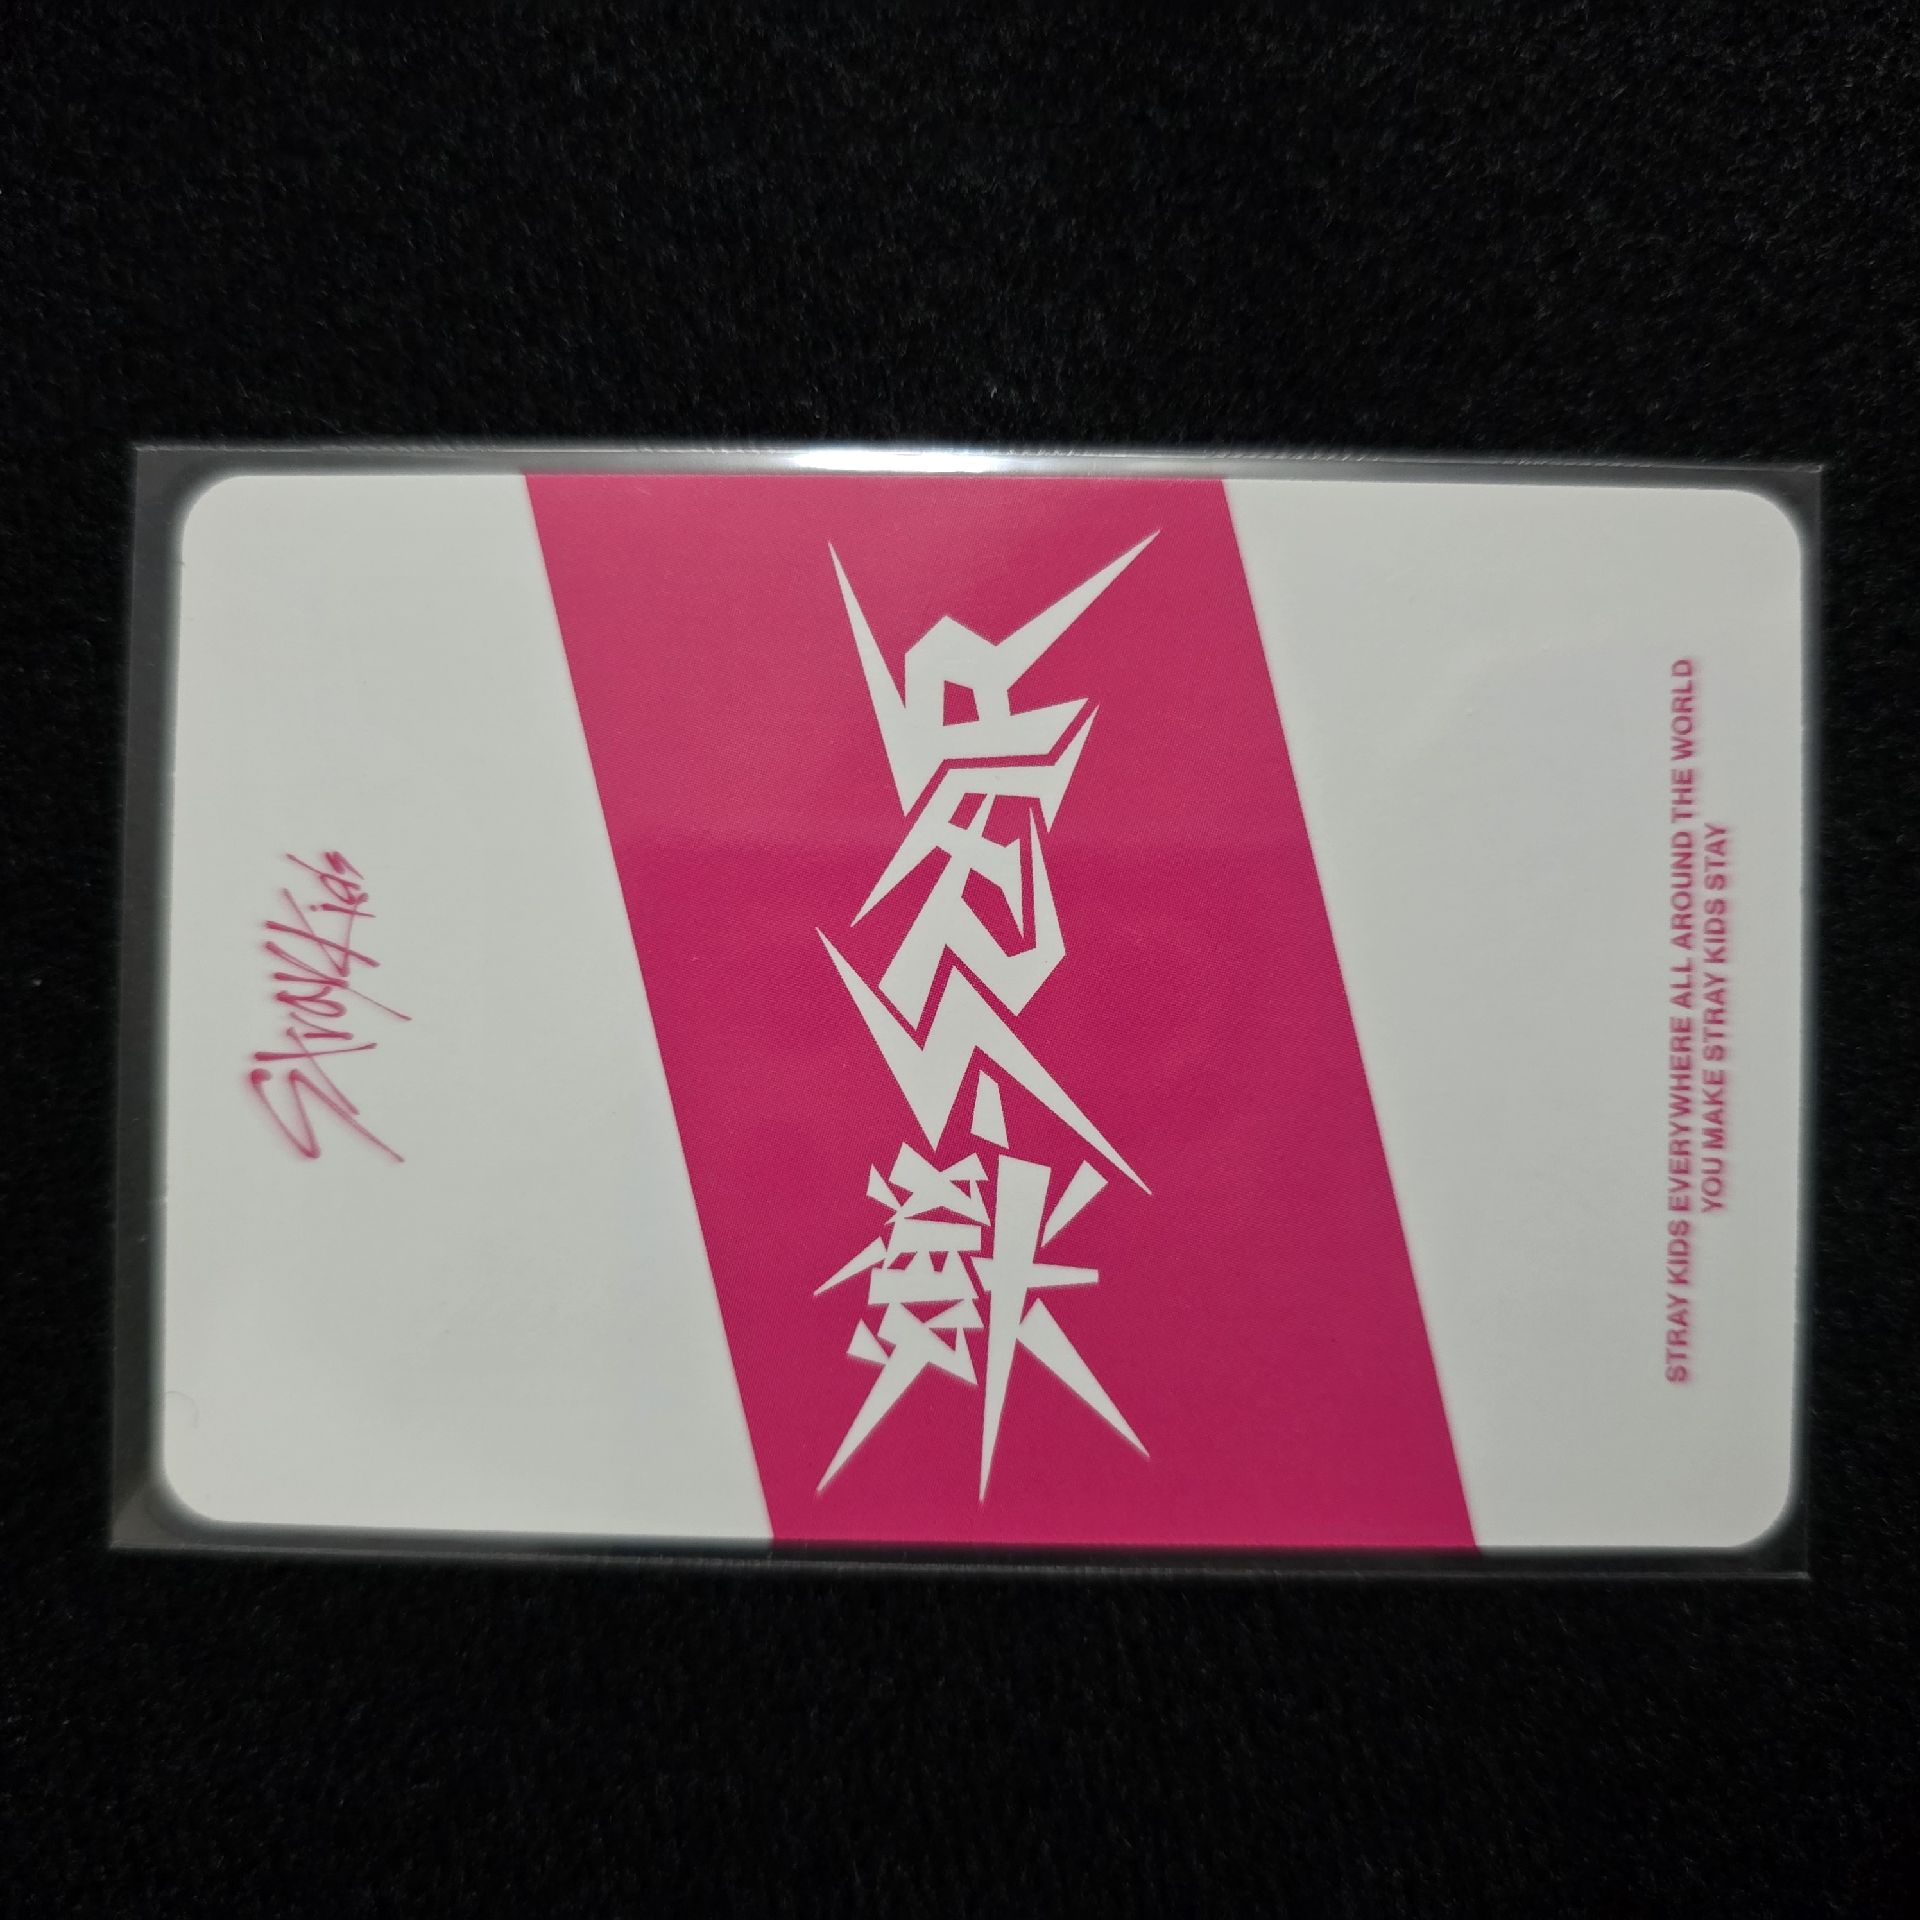 Stray Kids
樂-STAR
STRAY KIDS EVERYWHERE ALL AROUND THE WORLD
YOU MAKE STRAY KIDS STAY